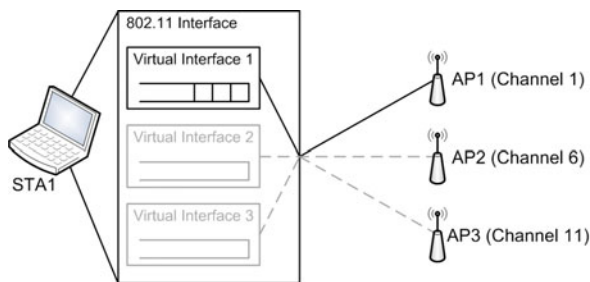 802.11 Interface
Virtual Interface 1
AP1 (Channel 1)
Virtual Interface 2
AP2 (Channel 6)
STA1
Virtual Interface 3
AP3 (Channel 11)